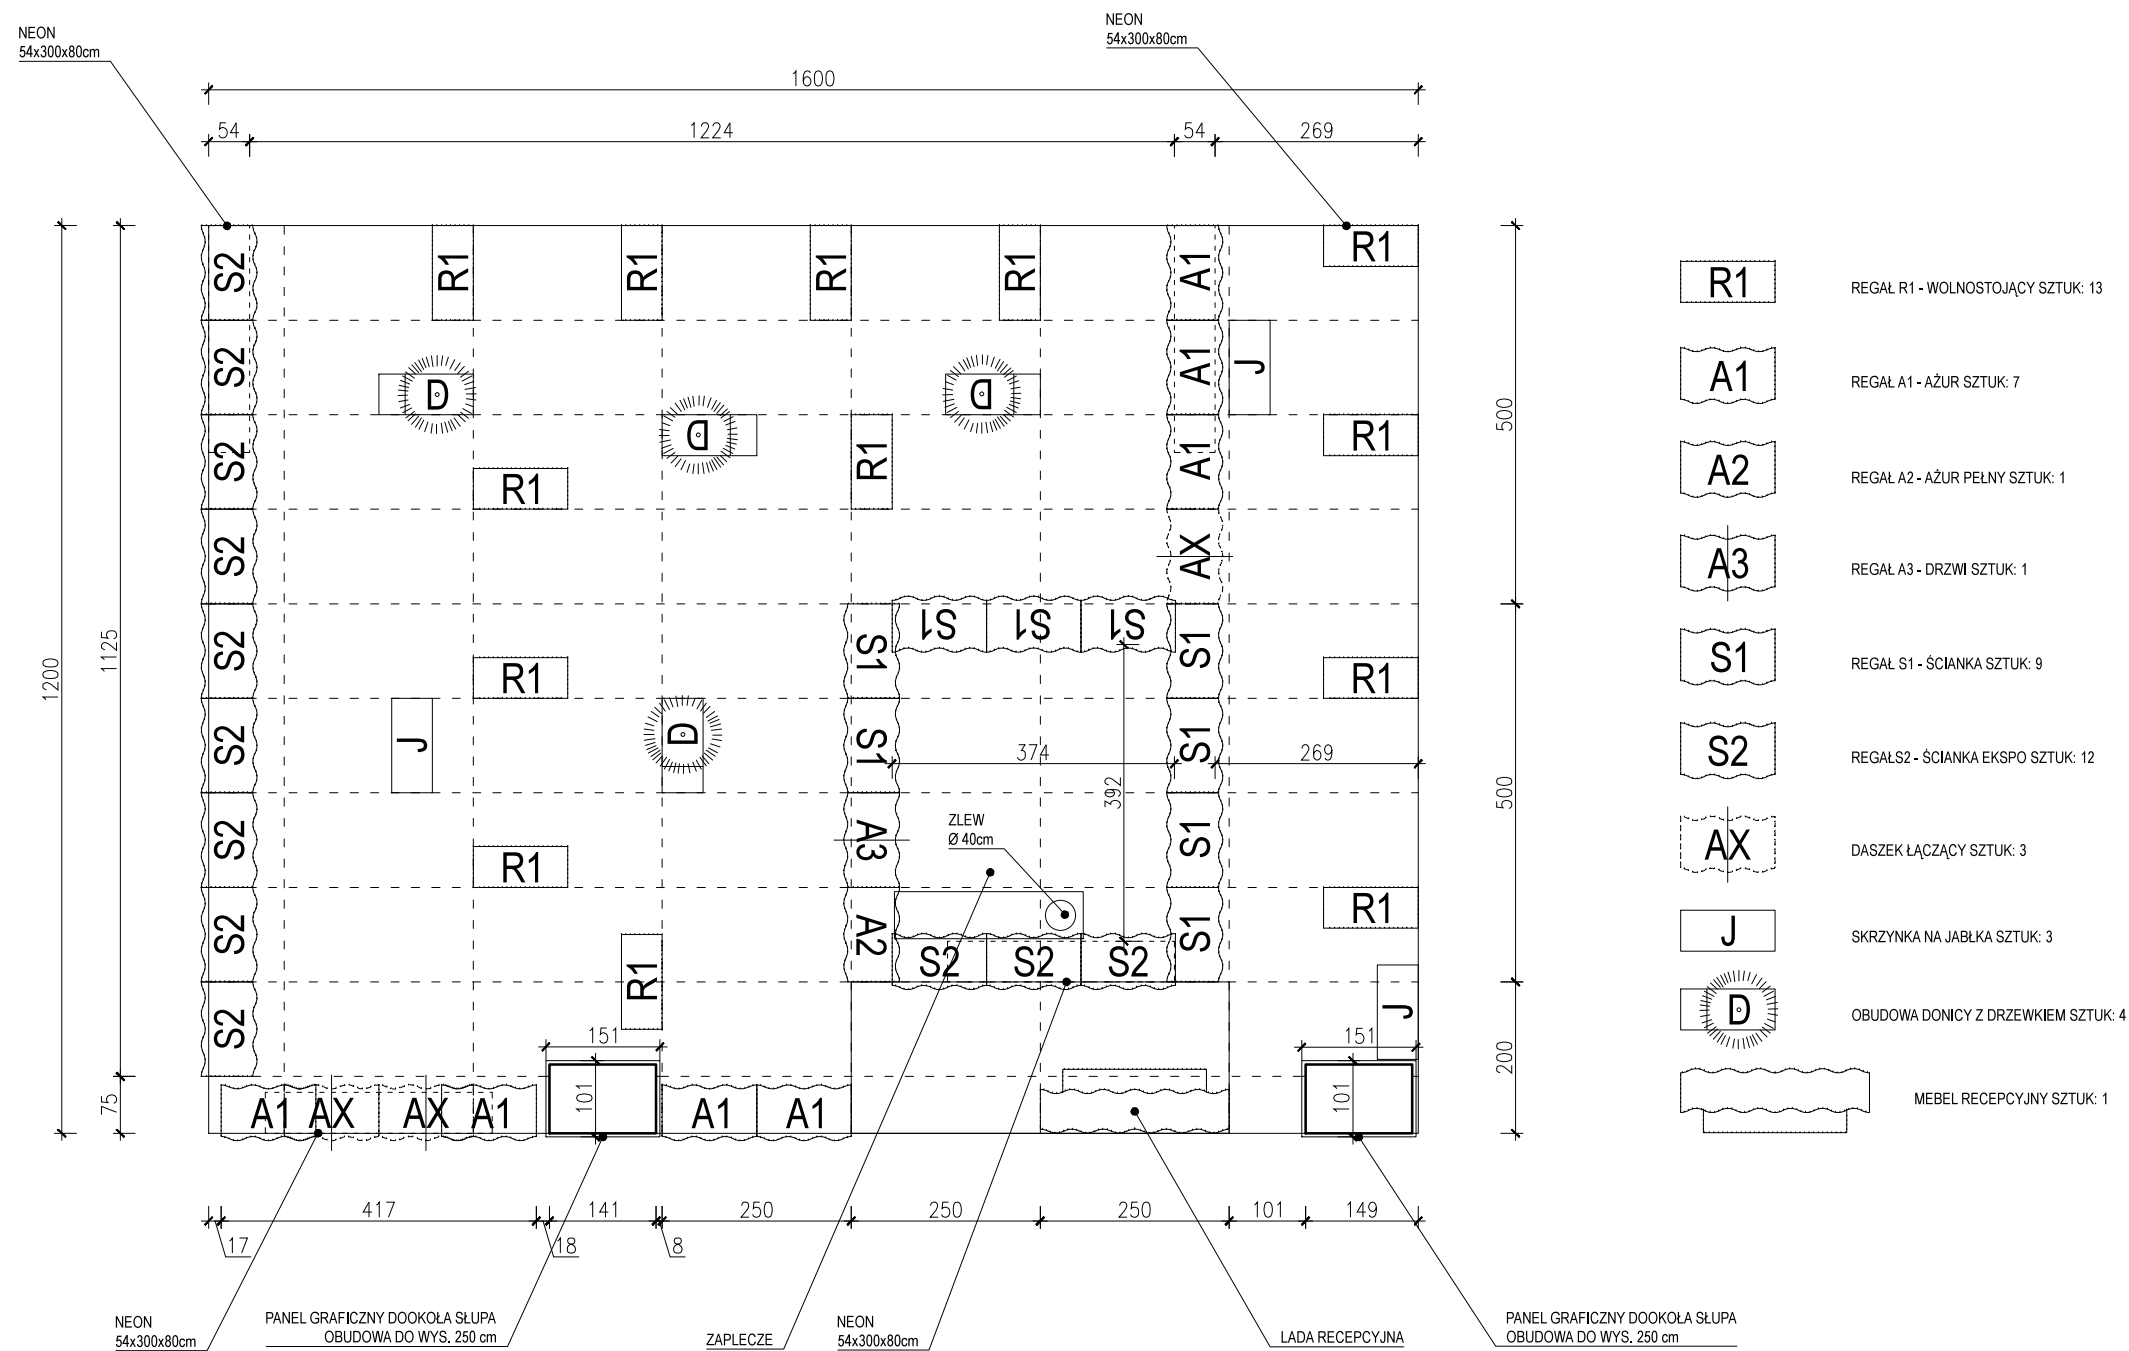 NEON
54x300x80cm
NEON
54x300x80cm
1600
54
1224
54
269
1200
1125
75
500
500
200
S2
R1
R1
R1
R1
A1
R1
S2
D
D
A1
J
S2
D
R1
A1
R1
R1
S2
AX
S2
S1
S1
S1
S1
S1
R1
R1
S2
J
D
S1
S1
374
269
392
S2
R1
A3
ZLEW
Ø 40cm
S1
R1
S2
A2
S2
S2
S2
S1
R1
S2
J
151
151
101
101
A1
AX
AX
A1
A1
A1
417
141
250
250
250
101
149
17
18
8
NEON
54x300x80cm
PANEL GRAFICZNY DOOKOŁA SŁUPA
OBUDOWA DO WYS. 250 cm
ZAPLECZE
NEON
54x300x80cm
LADA RECEPCYJNA
PANEL GRAFICZNY DOOKOŁA SŁUPA
OBUDOWA DO WYS. 250 cm
R1
REGAŁ R1 - WOLNOSTOJĄCY SZTUK: 13
A1
REGAŁ A1 - AŻUR SZTUK: 7
A2
REGAŁ A2 - AŻUR PEŁNY SZTUK: 1
A3
REGAŁ A3 - DRZWI SZTUK: 1
S1
REGAŁ S1 - ŚCIANKA SZTUK: 9
S2
REGAŁS2 - ŚCIANKA EKSPO SZTUK: 12
AX
DASZEK ŁĄCZĄCY SZTUK: 3
J
SKRZYNKA NA JABŁKA SZTUK: 3
D
OBUDOWA DONICY Z DRZEWKIEM SZTUK: 4
MEBEL RECEPCYJNY SZTUK: 1